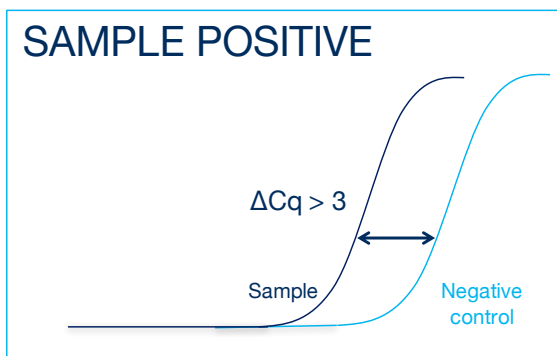 SAMPLE POSITIVE
ΔCq > 3
Sample
Negative
control